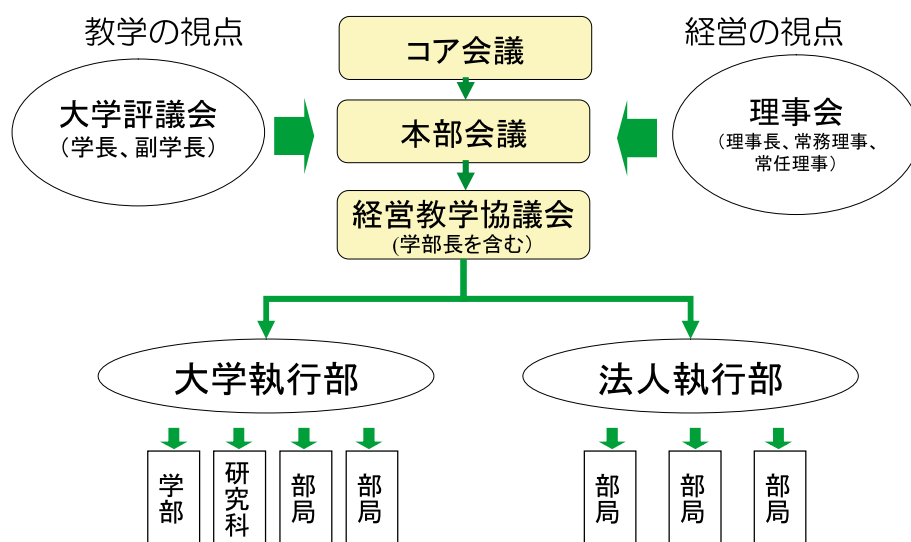 教学の視点
コア会議
経営の視点
大学評議会
（学長、副学長）
本部会議
理事会
（理事長、常務理事、
常任理事）
経営教学協議会
(学部長を含む）
大学執行部
法人執行部
学部
研究科
部局
部局
部局
部局
部局